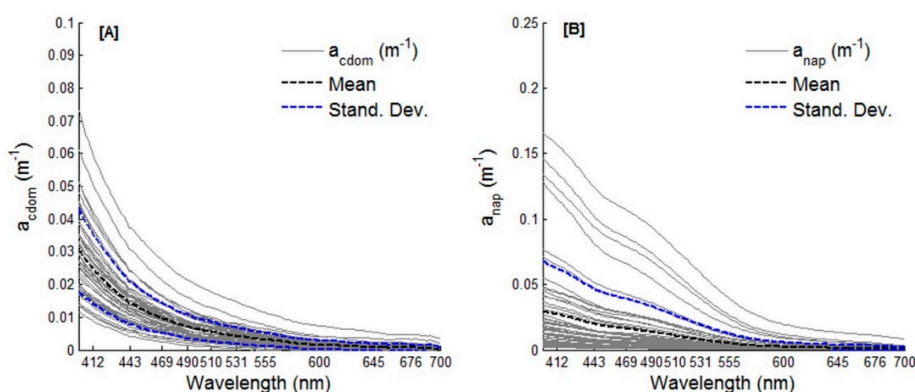 [A]
a_cdom (m^-1)
Mean
Stand. Dev.
0.1
0.09
0.08
0.07
0.06
0.05
0.04
0.03
0.02
0.01
0
a_cdom (m^-1)
412 443 469 490 510 531 555 600 646 676 700
Wavelength (nm)
[B]
a_nap (m^-1)
Mean
Stand. Dev.
0.25
0.2
0.15
0.1
0.05
0
a_nap (m^-1)
412 443 469 490 510 531 555 600 646 676 700
Wavelength (nm)